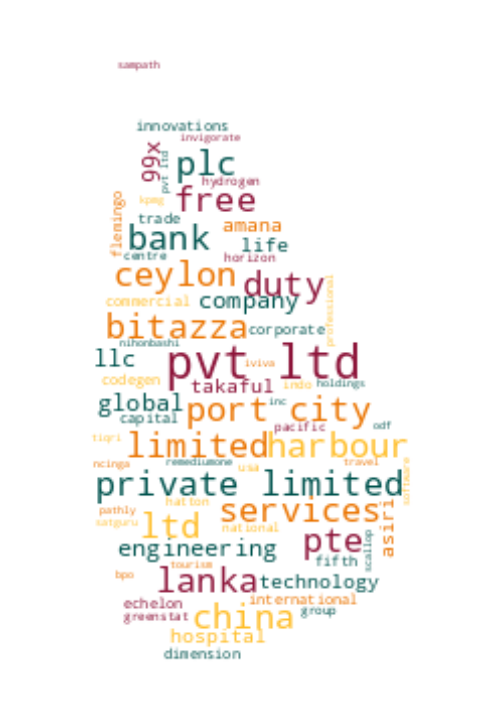 sampath
innovations
invigorate
99x
pvt ltd
plc
hydrogen
kpmg
free
flemingo
trade
amana
bank
life
centre
horizon
ceylon
duty
commercial
company
professional
bitazza
corporate
nihonbashi
llc
pvt ltd
iviva
codegen
takaful
indo
holdings
global
port city
inc
capital
pacific
odf
tiqri
limited
harbour
ncinga
remediumone
usa
travel
private limited
software
hatton
pathly
services
satguru
ltd
national
asiri
pte
engineering
scallop
fifth
tourism
bpo
lanka
technology
echelon
international
greenstat
china
group
hospital
dimension